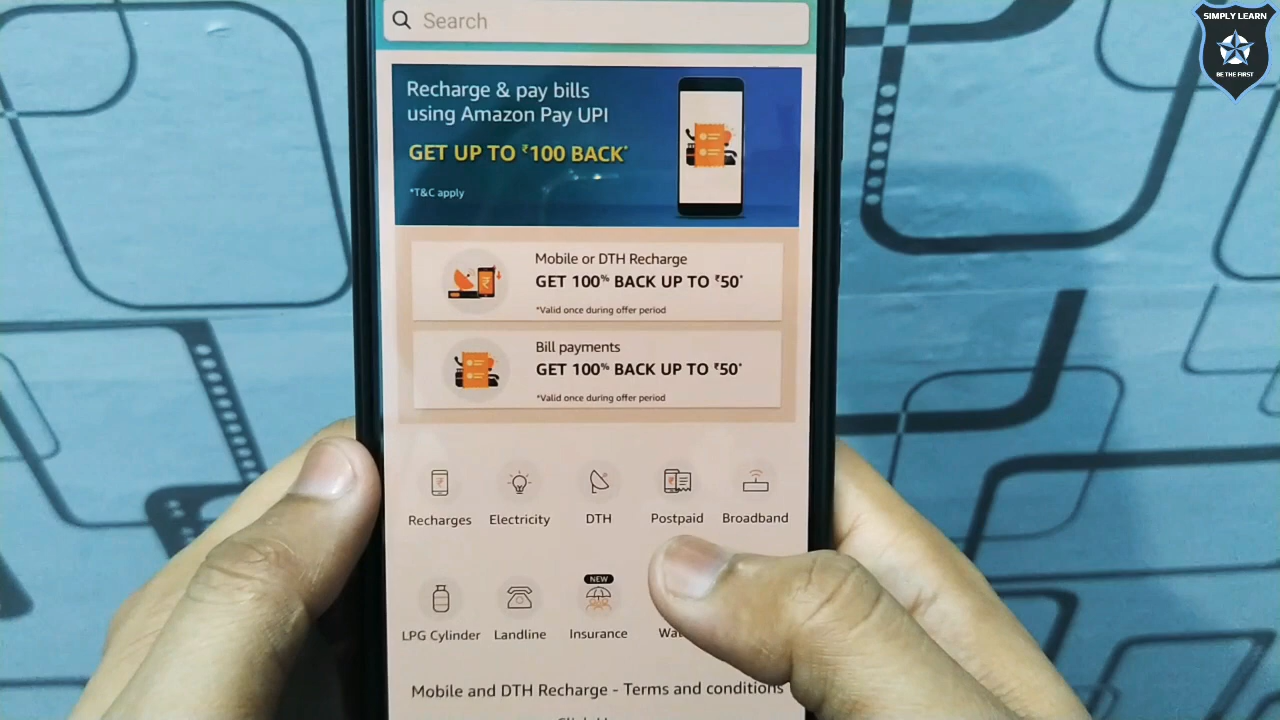 SIMPLY LEARN
BE THE FIRST
Search
Recharge & pay bills
using Amazon Pay UPI
GET UP TO ₹100 BACK*
*T&C apply
Mobile or DTH Recharge
GET 100% BACK UP TO ₹50*
*Valid once during offer period
Bill payments
GET 100% BACK UP TO ₹50*
*Valid once during offer period
Recharges Electricity DTH Postpaid Broadband
NEW
LPG Cylinder Landline Insurance
Mobile and DTH Recharge - Terms and conditions